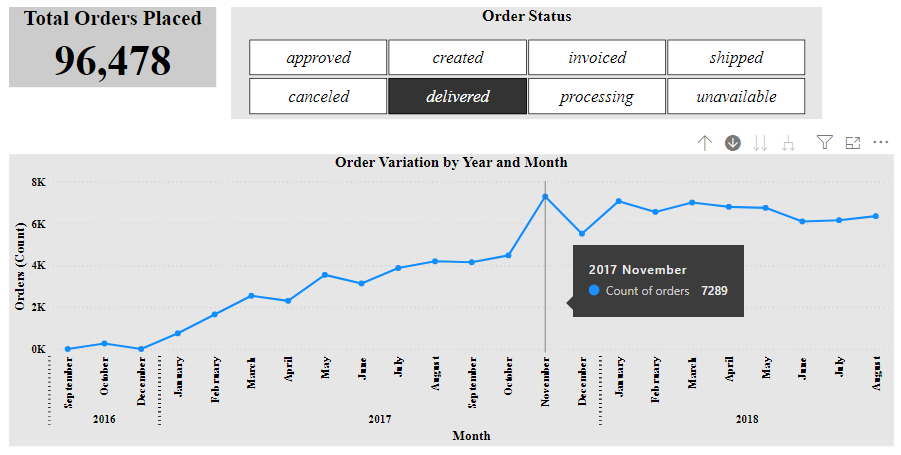 Total Orders Placed
96,478
Order Status
approved created invoiced shipped
canceled delivered processing unavailable
Order Variation by Year and Month
8K
6K
4K
2K
0K
Orders (Count)
2017 November
Count of orders 7289
September October December January February March April May June July August September October November December January February March April May June July August
2016 2017 2018
Month